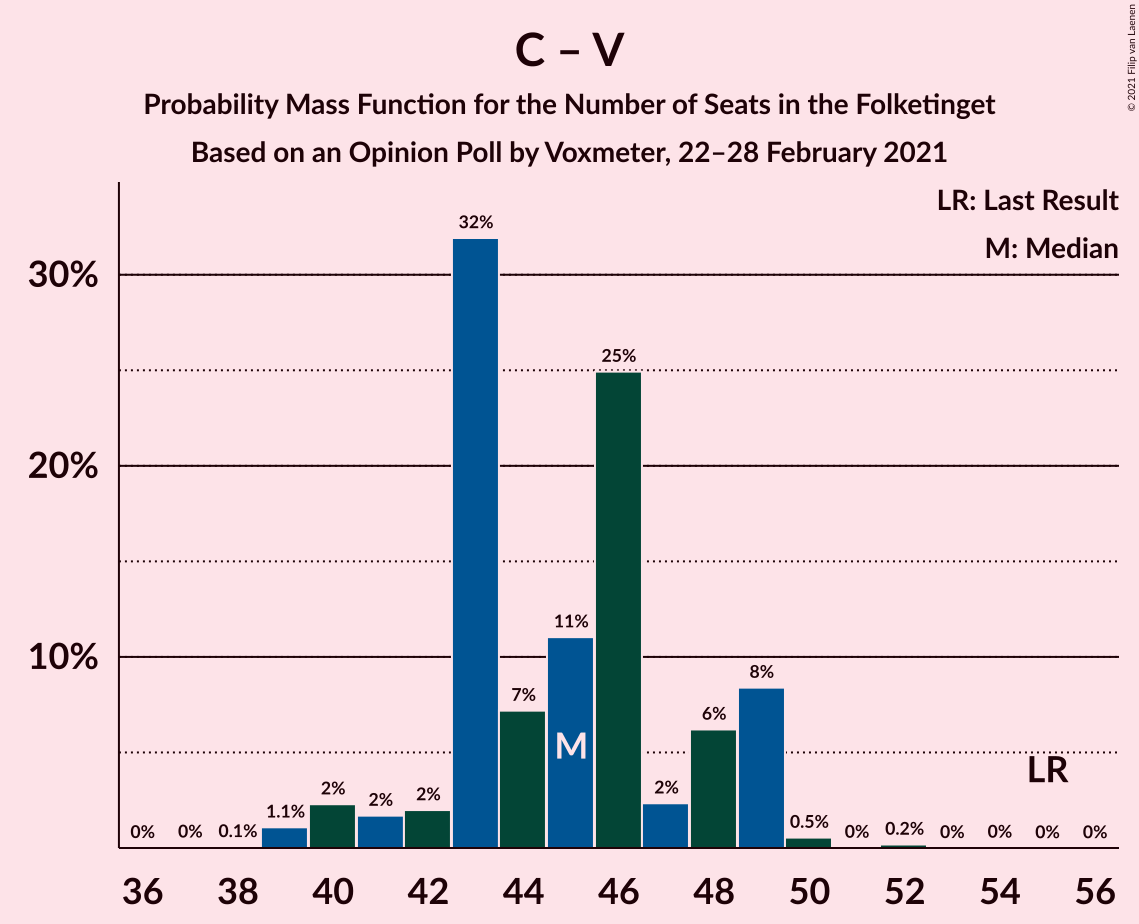 © 2021 Filip van Laenen
C – V
Probability Mass Function for the Number of Seats in the Folketinget
Based on an Opinion Poll by Voxmeter, 22–28 February 2021
LR: Last Result
M: Median
30%
20%
10%
0%
0%
0.1%
1.1%
2%
2%
2%
32%
7%
11%
25%
2%
6%
8%
0.5%
0%
0.2%
0%
0%
0%
0%
M
LR
36 38 40 42 44 46 48 50 52 54 56